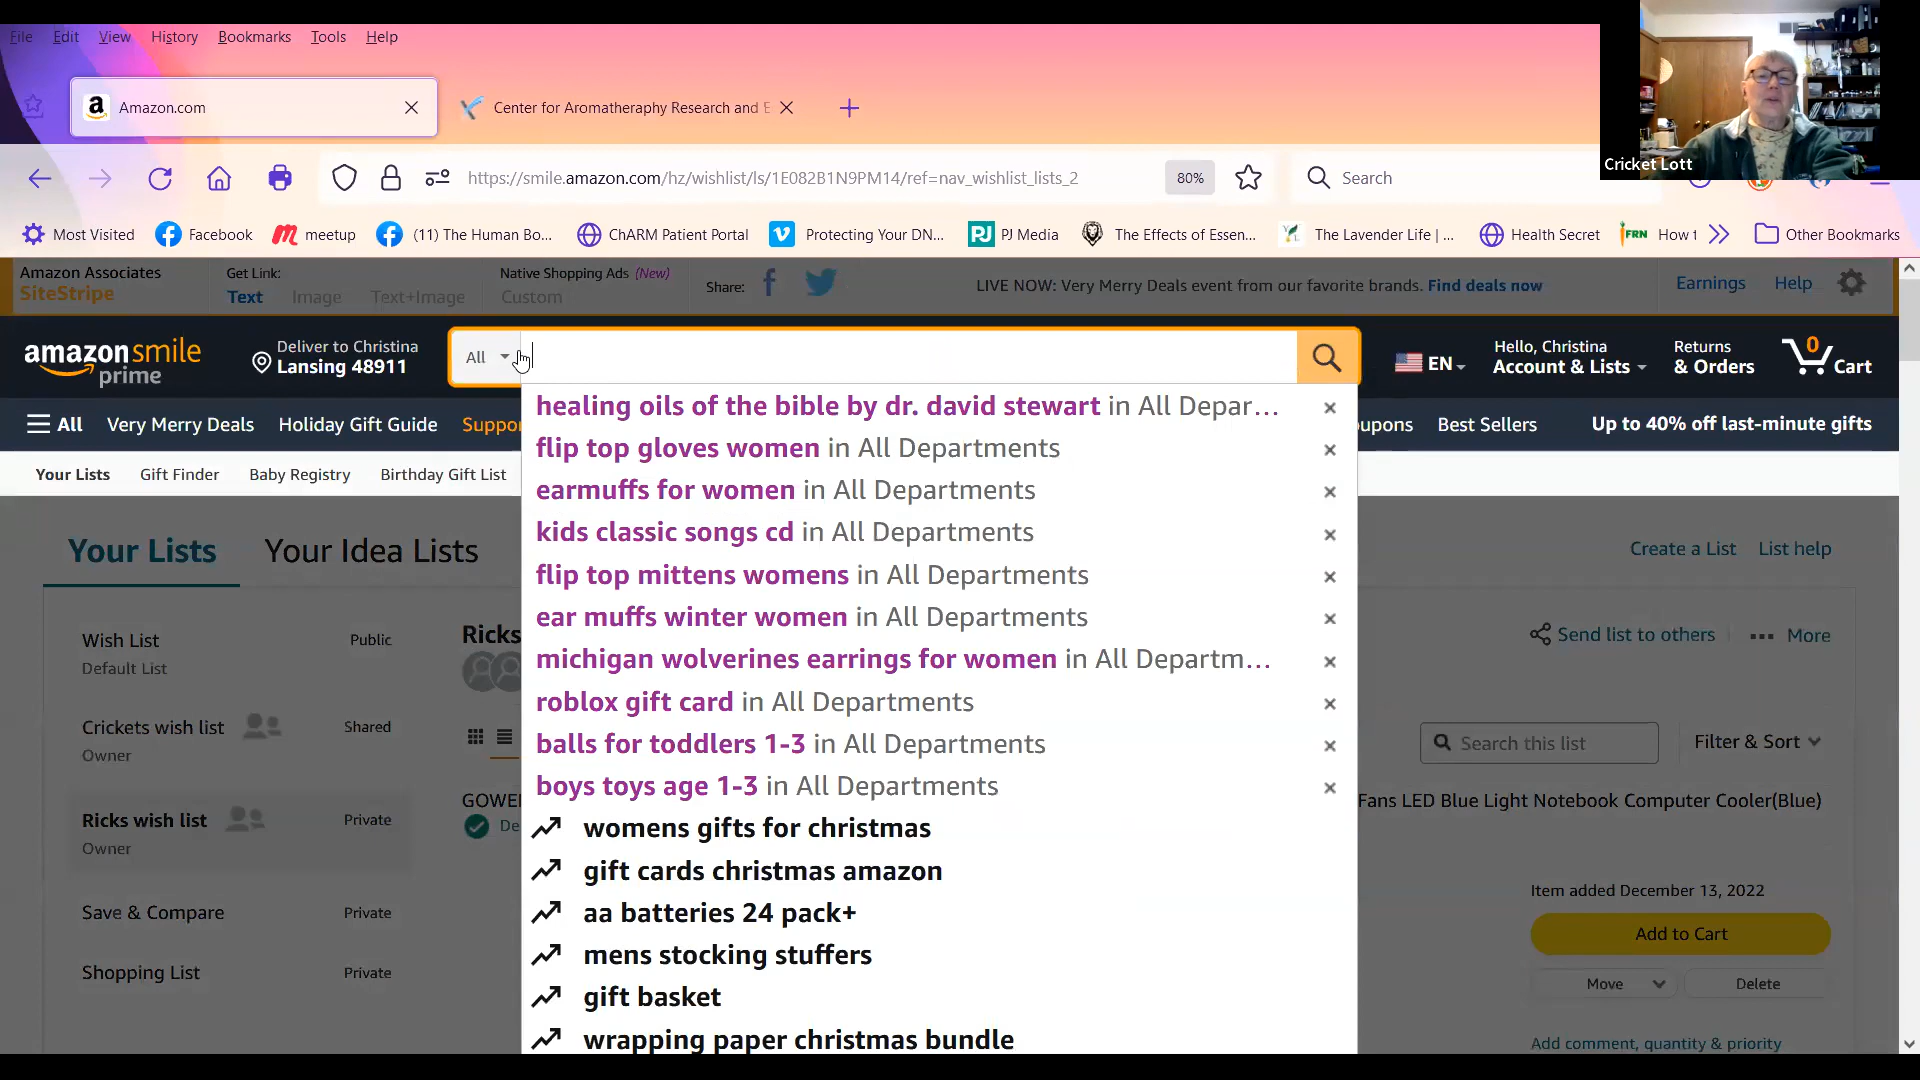 File Edit View History Bookmarks Tools Help
Amazon.com
Center for Aromatheraphy Research and E
Cricket Lott
https://smile.amazon.com/hz/wishlist/ls/1E082B1N9PM14/ref=nav_wishlist_lists_2
80%
Search
Most Visited Facebook meetup (11) The Human Bo... ChARM Patient Portal Protecting Your DN... PJ Media The Effects of Essen... The Lavender Life | ... Health Secret FRN How t Other Bookmarks
Amazon Associates
SiteStripe
Get Link:
Text Image Text+Image
Native Shopping Ads (New)
Custom
Share:
LIVE NOW: Very Merry Deals event from our favorite brands. Find deals now
Earnings Help
amazonsmile
prime
Deliver to Christina
Lansing 48911
All
EN
Hello, Christina
Account & Lists
Returns
& Orders
0
Cart
All Very Merry Deals Holiday Gift Guide Suppo
oupons Best Sellers
Up to 40% off last-minute gifts
Your Lists Gift Finder Baby Registry Birthday Gift List
healing oils of the bible by dr. david stewart in All Depar...
flip top gloves women in All Departments
earmuffs for women in All Departments
kids classic songs cd in All Departments
flip top mittens womens in All Departments
ear muffs winter women in All Departments
michigan wolverines earrings for women in All Departm...
roblox gift card in All Departments
balls for toddlers 1-3 in All Departments
boys toys age 1-3 in All Departments
womens gifts for christmas
gift cards christmas amazon
aa batteries 24 pack+
mens stocking stuffers
gift basket
wrapping paper christmas bundle
Your Lists Your Idea Lists
Create a List List help
Wish List Public
Default List
Crickets wish list Shared
Owner
Ricks wish list Private
Owner
Save & Compare Private
Shopping List Private
Ricks
Send list to others
More
Search this list
Filter & Sort
GOWE
Fans LED Blue Light Notebook Computer Cooler(Blue)
De
Item added December 13, 2022
Add to Cart
Move Delete
Add comment, quantity & priority